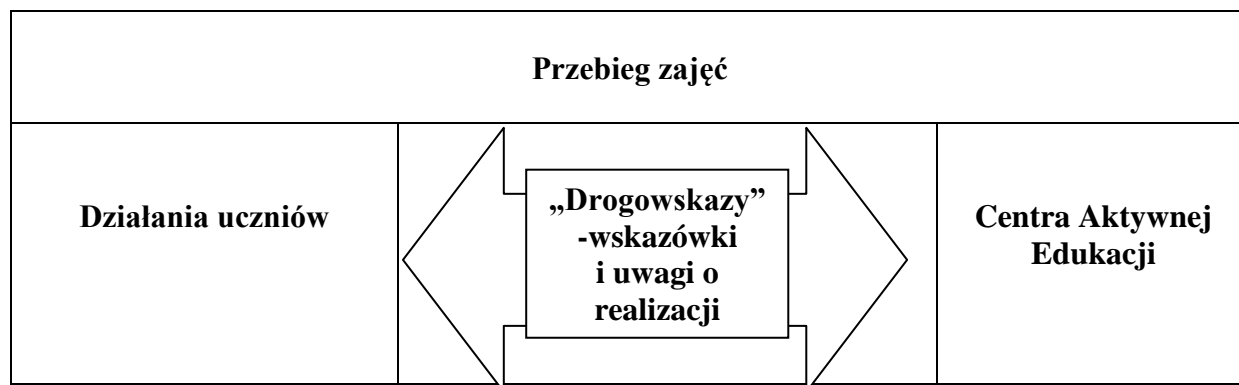 Przebieg zajęć
Działania uczniów
„Drogowskazy”
-wskazówki
i uwagi o
realizacji
Centra Aktywnej
Edukacji